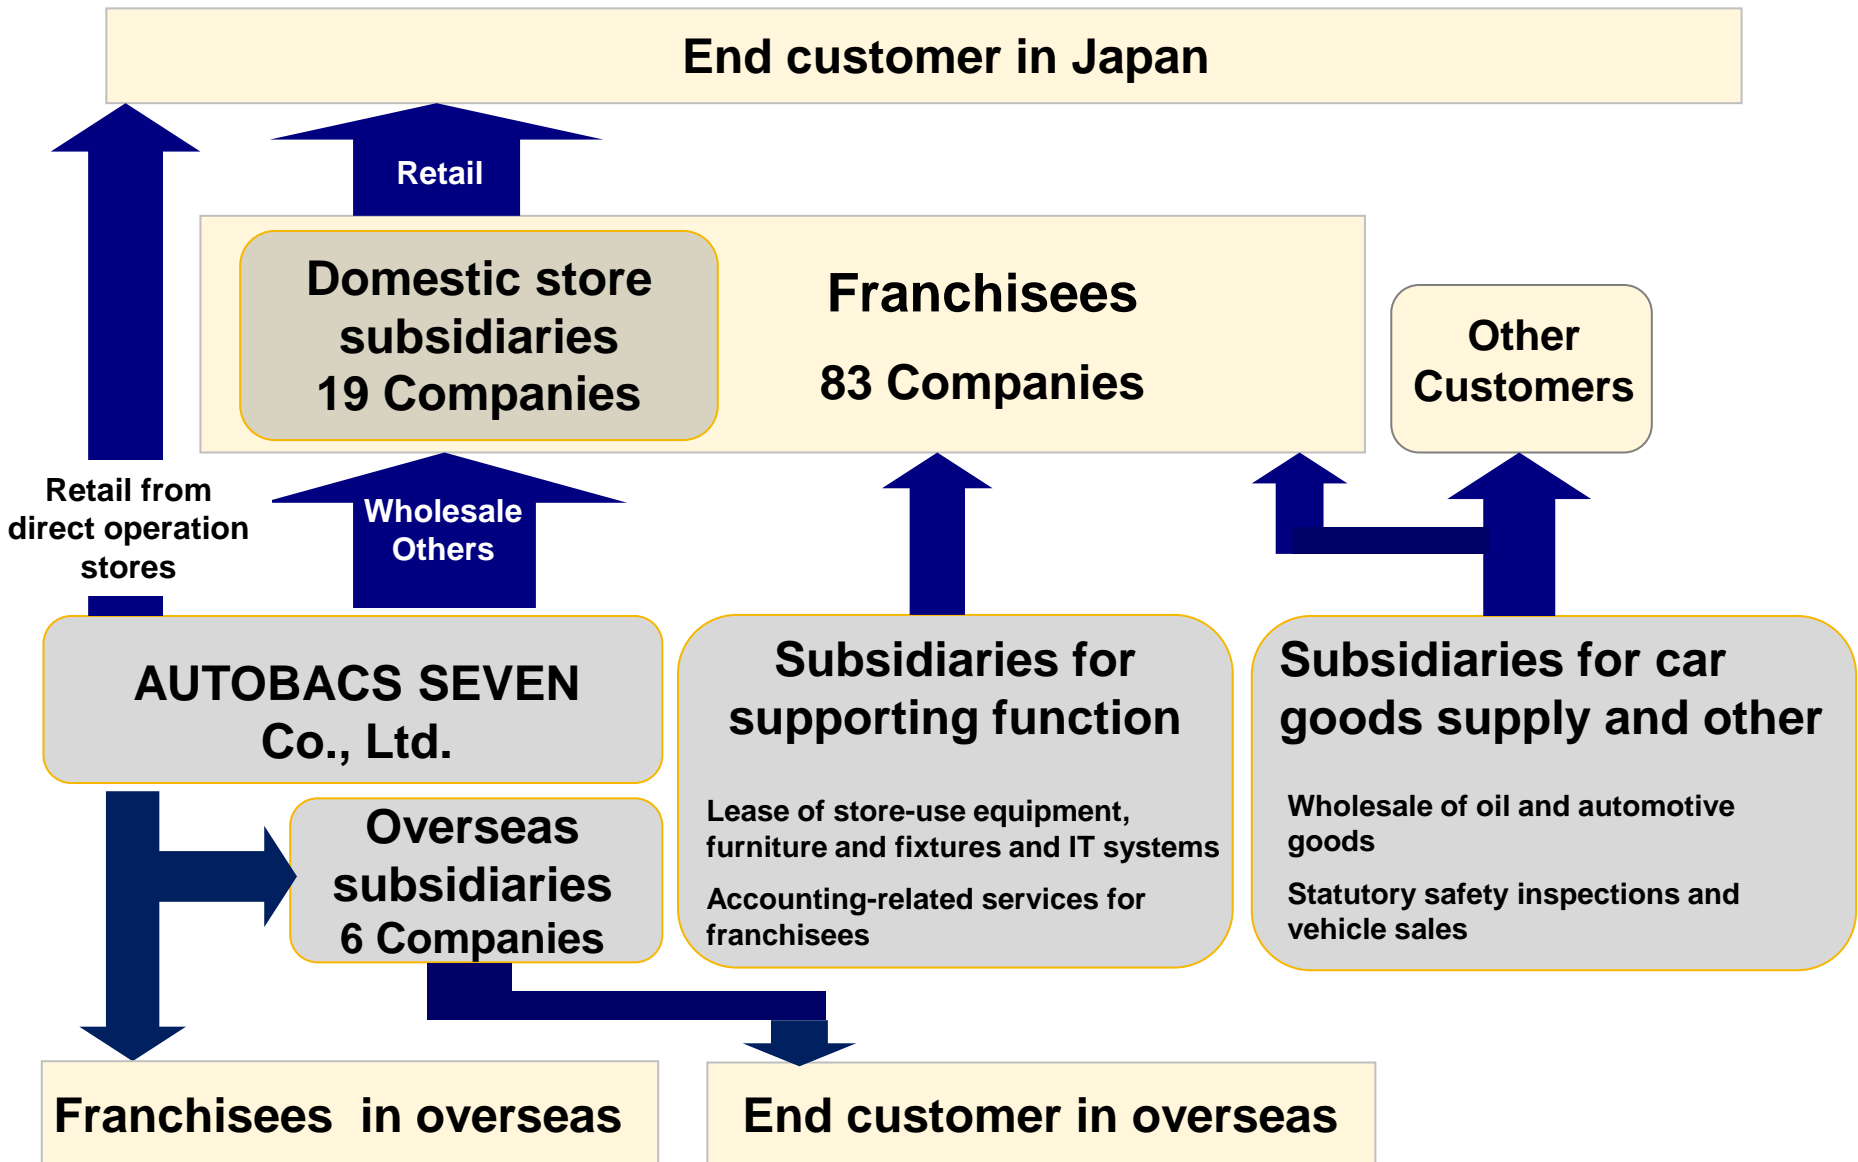 End customer in Japan
Retail
Domestic store
subsidiaries
19 Companies
Franchisees
83 Companies
Other
Customers
Retail from
direct operation
stores
Wholesale
Others
AUTOBACS SEVEN
Co., Ltd.
Subsidiaries for
supporting function
Lease of store-use equipment,
furniture and fixtures and IT systems
Accounting-related services for
franchisees
Subsidiaries for car
goods supply and other
Wholesale of oil and automotive
goods
Statutory safety inspections and
vehicle sales
Overseas
subsidiaries
6 Companies
Franchisees in overseas
End customer in overseas